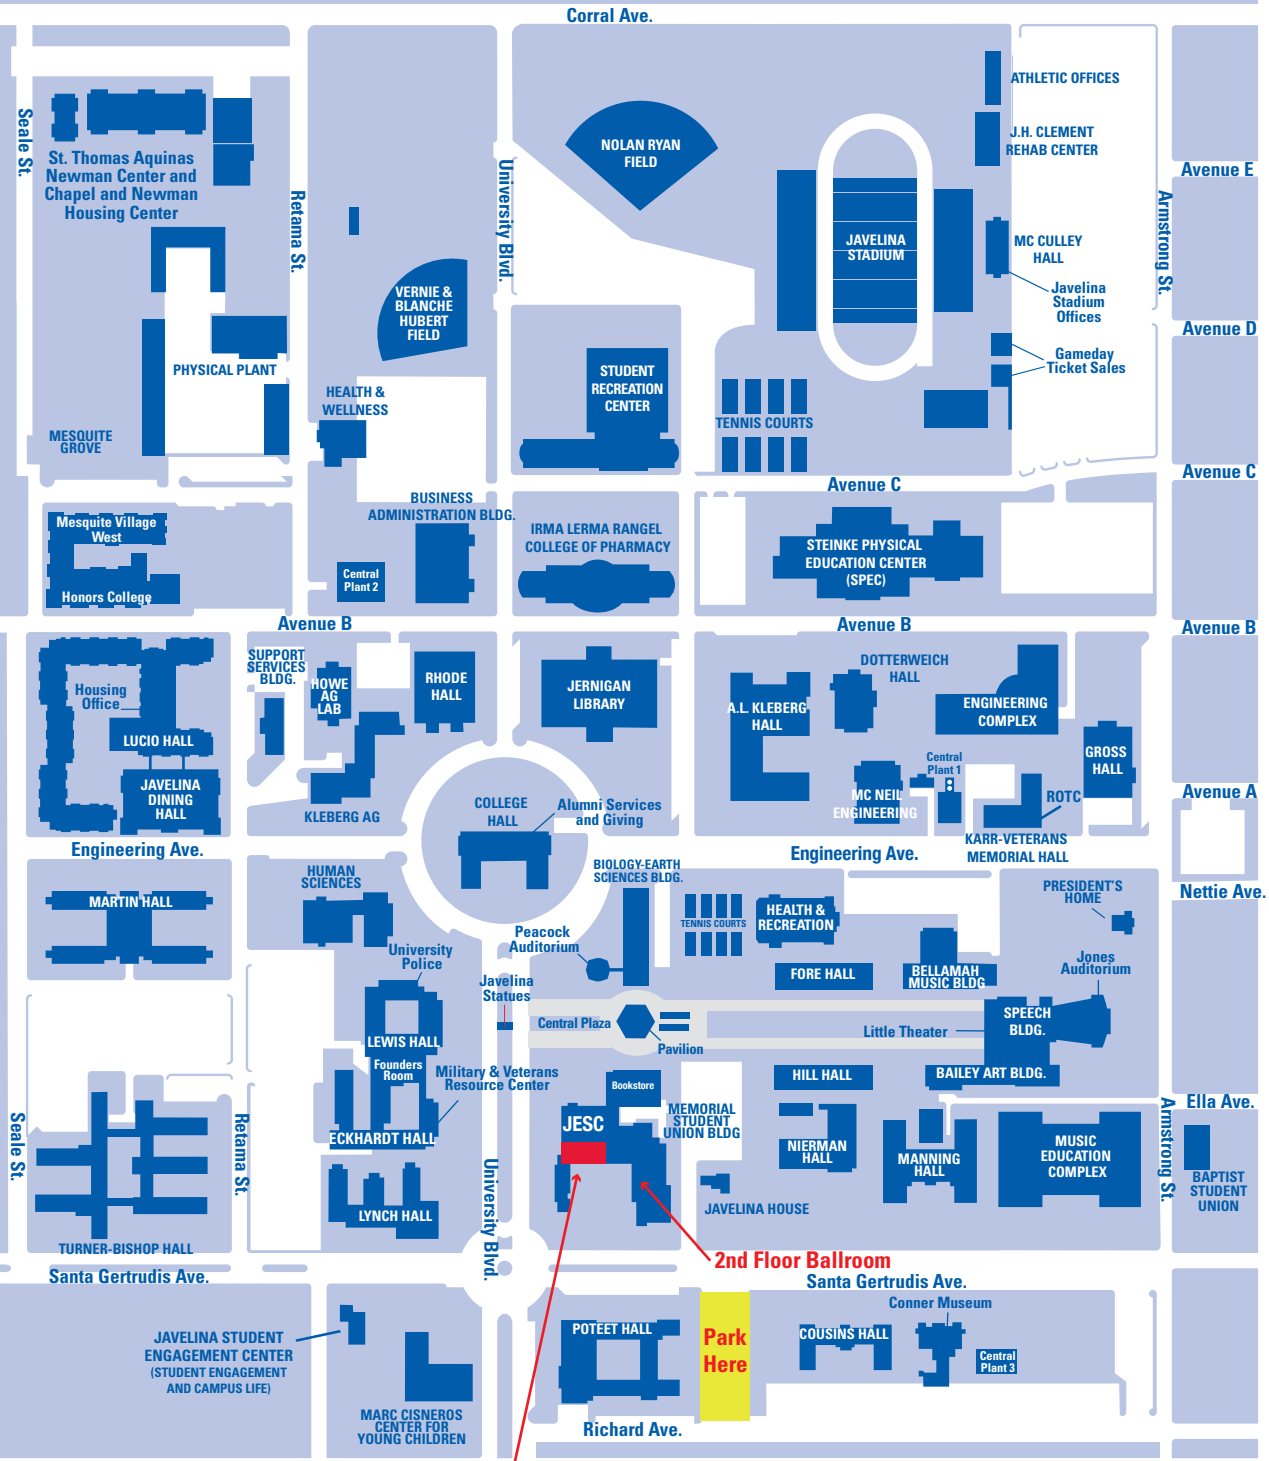 Corral Ave.
ATHLETIC OFFICES
J.H. CLEMENT
REHAB CENTER
Seale St.
St. Thomas Aquinas
Newman Center and
Chapel and Newman
Housing Center
Retama St.
University Blvd.
NOLAN RYAN
FIELD
Avenue E
Armstrong St.
JAVELINA
STADIUM
MC CULLEY
HALL
Javelina
Stadium
Offices
VERNIE &
BLANCHE
HUBERT
FIELD
Avenue D
Gameday
Ticket Sales
PHYSICAL PLANT
STUDENT
RECREATION
CENTER
HEALTH &
WELLNESS
TENNIS COURTS
MESQUITE
GROVE
Avenue C
Avenue C
BUSINESS
ADMINISTRATION BLDG.
Mesquite Village
West
IRMA LERMA RANGEL
COLLEGE OF PHARMACY
STEINKE PHYSICAL
EDUCATION CENTER
(SPEC)
Central
Plant 2
Honors College
Avenue B
Avenue B
Avenue B
SUPPORT
SERVICES
BLDG.
HOWE
AG
LAB
RHODE
HALL
JERNIGAN
LIBRARY
DOTTERWEICH
HALL
A.L. KLEBERG
HALL
ENGINEERING
COMPLEX
Housing
Office
LUCIO HALL
GROSS
HALL
Central
Plant 1
JAVELINA
DINING
HALL
MC NEIL
ENGINEERING
ROTC
Avenue A
KLEBERG AG
COLLEGE
HALL
Alumni Services
and Giving
KARR-VETERANS
MEMORIAL HALL
Engineering Ave.
Engineering Ave.
BIOLOGY-EARTH
SCIENCES BLDG.
HUMAN
SCIENCES
PRESIDENT'S
HOME
Nettie Ave.
MARTIN HALL
HEALTH &
RECREATION
TENNIS COURTS
Peacock
Auditorium
University
Police
Jones
Auditorium
Javelina
Statues
FORE HALL
BELLAMAH
MUSIC BLDG
SPEECH
BLDG.
Central Plaza
Little Theater
LEWIS HALL
Pavilion
Founders
Room
Military & Veterans
Resource Center
HILL HALL
BAILEY ART BLDG.
Bookstore
Seale St.
Retama St.
JESC
MEMORIAL
STUDENT
UNION BLDG
Ella Ave.
Armstrong St.
ECKHARDT HALL
NIERMAN
HALL
MANNING
HALL
MUSIC
EDUCATION
COMPLEX
University Blvd.
BAPTIST
STUDENT
UNION
LYNCH HALL
JAVELINA HOUSE
TURNER-BISHOP HALL
2nd Floor Ballroom
Santa Gertrudis Ave.
Santa Gertrudis Ave.
Conner Museum
POTEET HALL
Park
Here
COUSINS HALL
Central
Plant 3
JAVELINA STUDENT
ENGAGEMENT CENTER
(STUDENT ENGAGEMENT
AND CAMPUS LIFE)
MARC CISNEROS
CENTER FOR
YOUNG CHILDREN
Richard Ave.